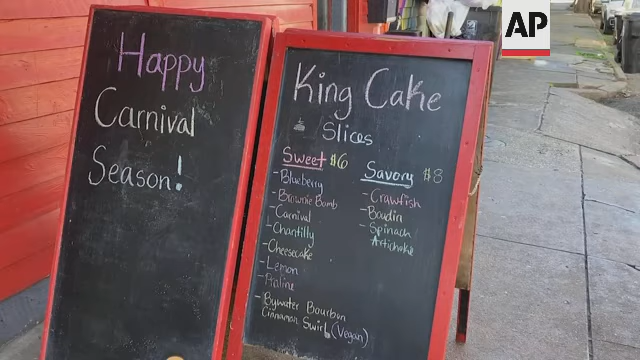 Happy
Carnival
Season!
King Cake
Slices
Sweet $6
- Blueberry
- Brownie Bomb
- Carnival
- Chantilly
- Cheesecake
- Lemon
- Praline
- Bywater Bourbon
Cinnamon Swirl (Vegan)
Savory $8
- Crawfish
- Boudin
- Spinach
Artichoke
AP